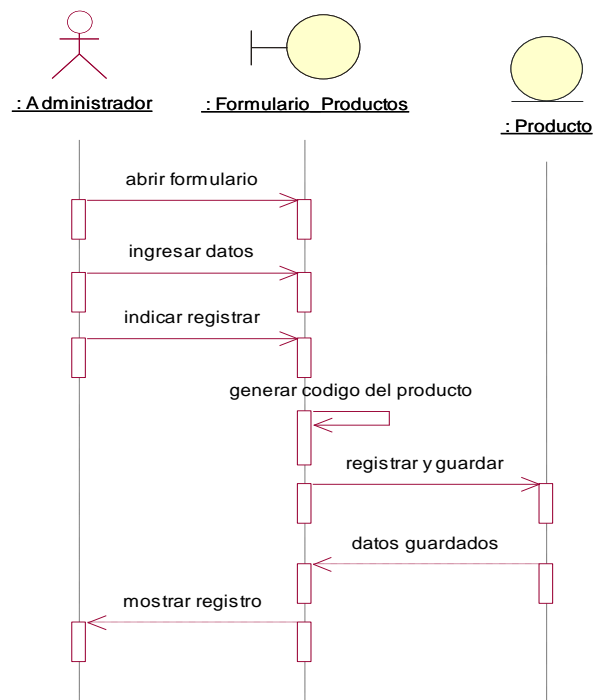 : Administrador
: Formulario_Productos
: Producto
abrir formulario
ingresar datos
indicar registrar
generar codigo del producto
registrar y guardar
datos guardados
mostrar registro